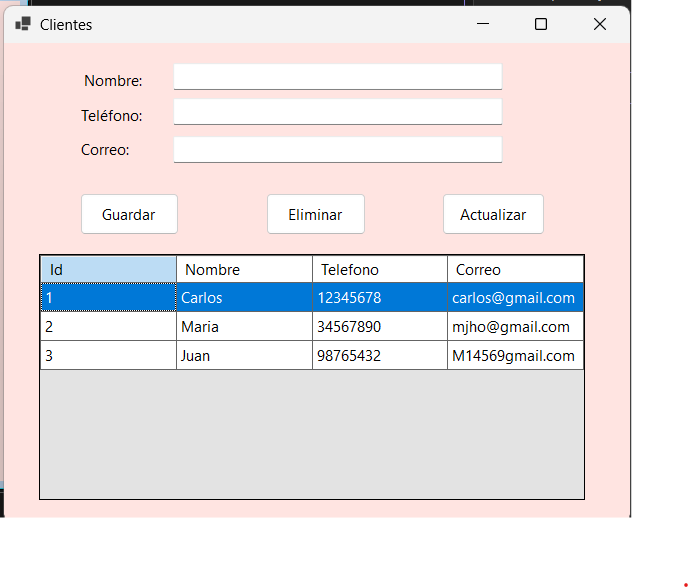 Clientes
Nombre:
Teléfono:
Correo:
Guardar Eliminar Actualizar
Id Nombre Telefono Correo
1 Carlos 12345678 carlos@gmail.com
2 Maria 34567890 mjho@gmail.com
3 Juan 98765432 M14569gmail.com